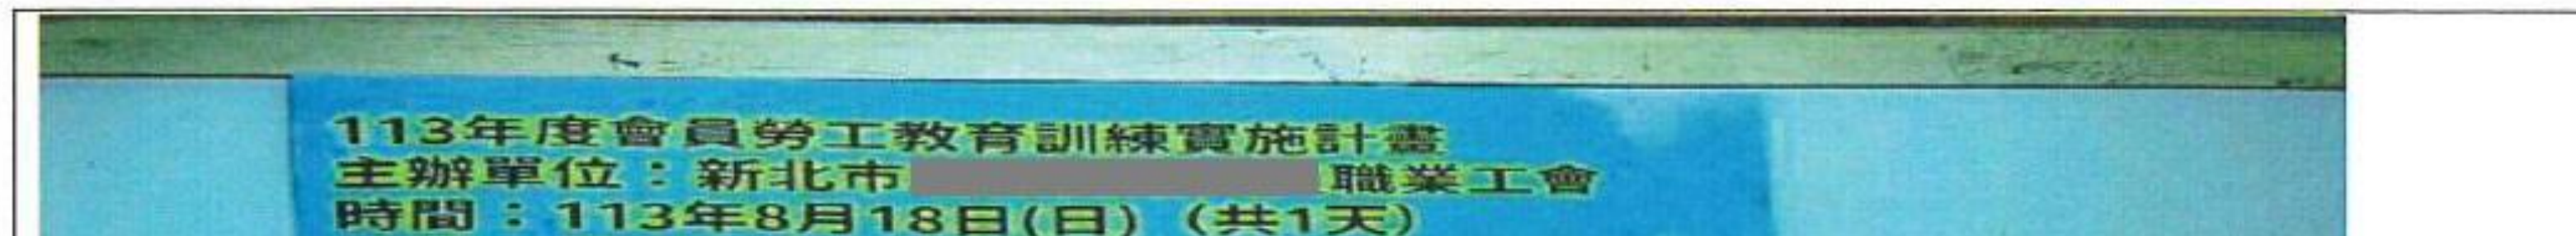 113年度會員勞工教育訓練實施計畫
主辦單位：新北市 職業工會
時間：113年8月18日(日) (共1天)